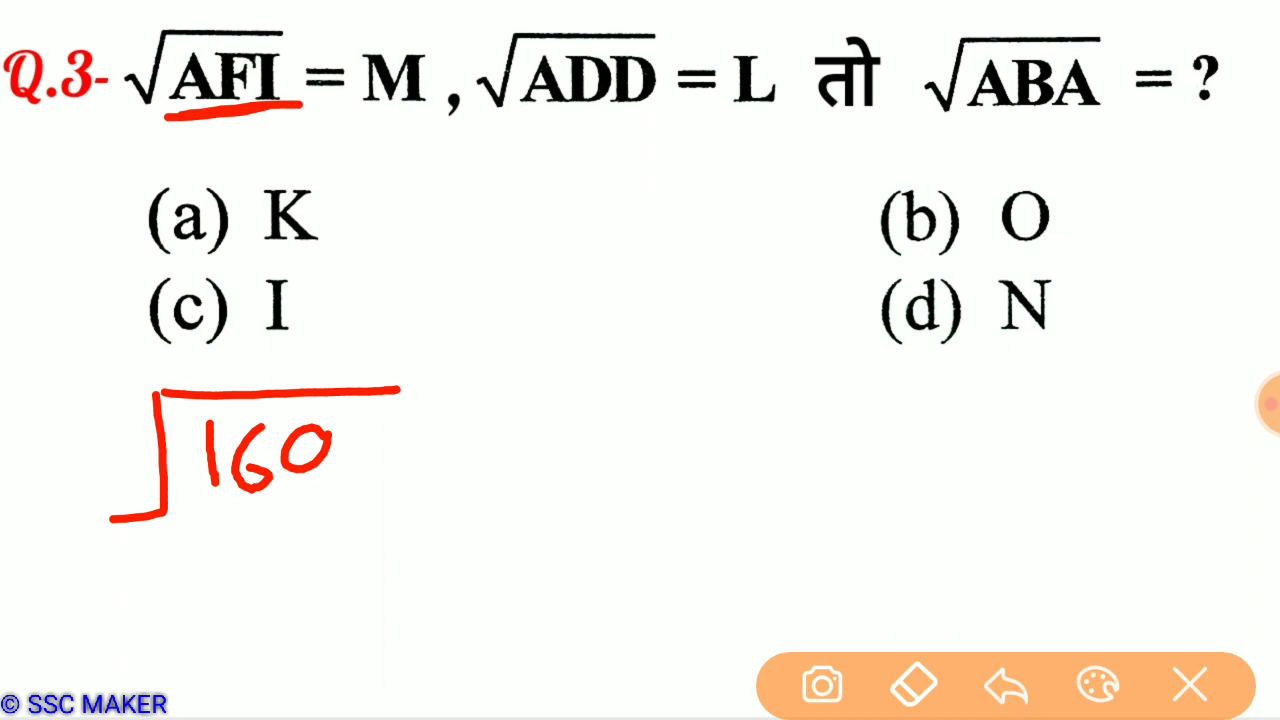 Q.3- √AFI = M , √ADD = L तो √ABA = ?
(a) K (b) O
(c) I (d) N
√160
© SSC MAKER